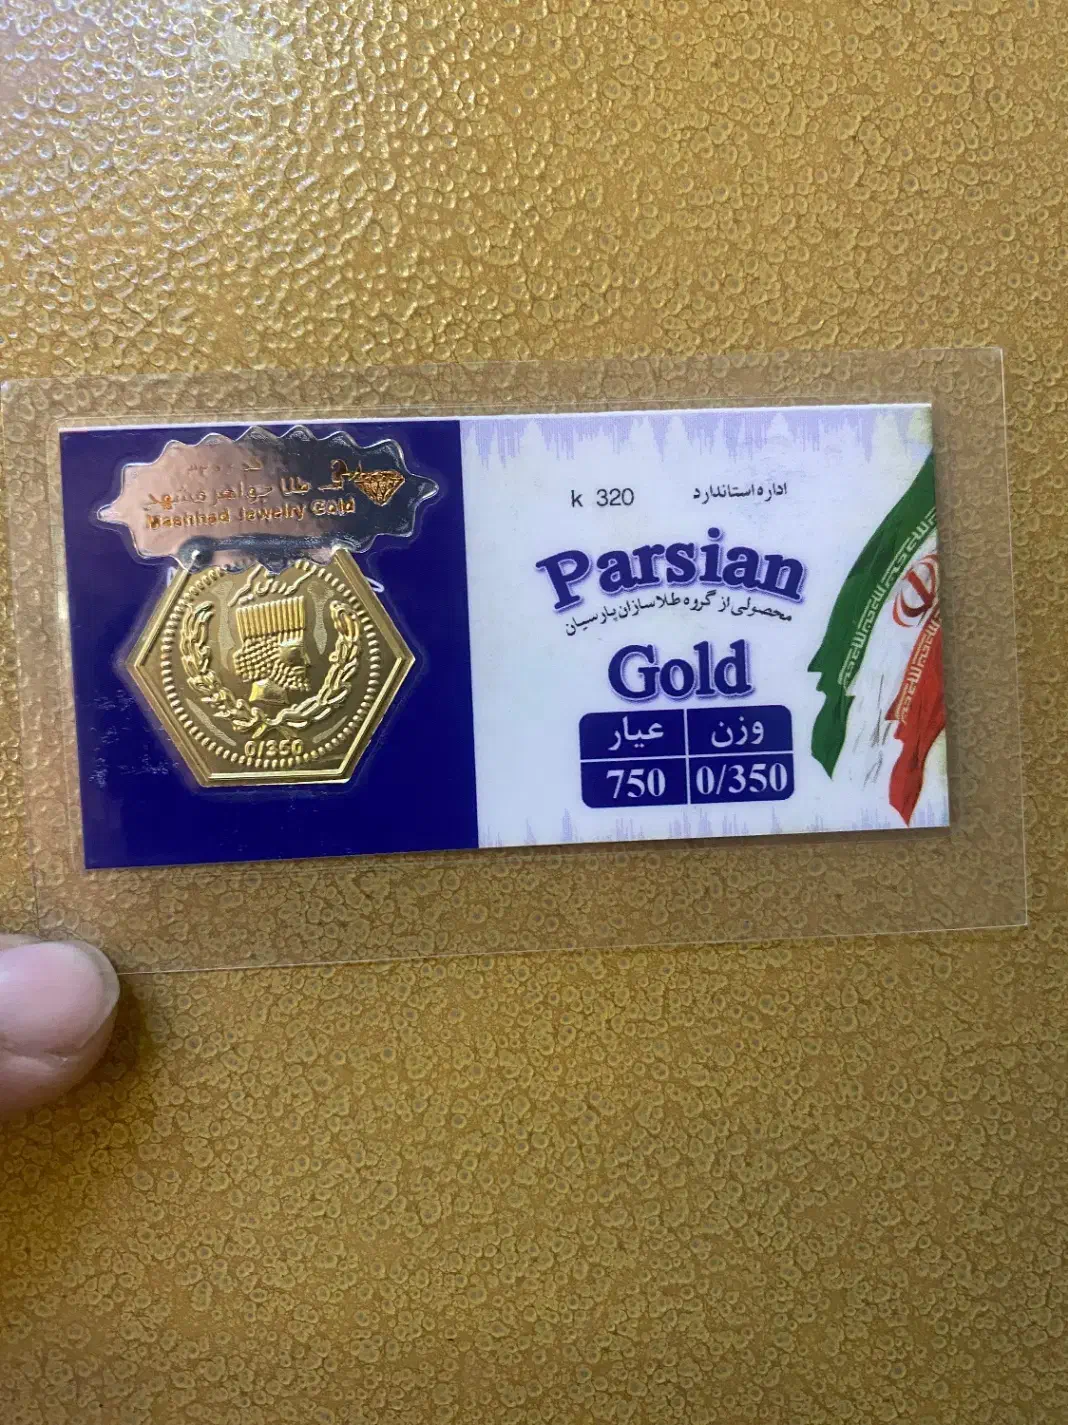 طلا جواهر مشهد
Mashhad Jewelry Gold
0/350
k 320
اداره استاندارد
Parsian
محصولی از گروه طلاسازان پارسیان
Gold
وزن عیار
0/350 750